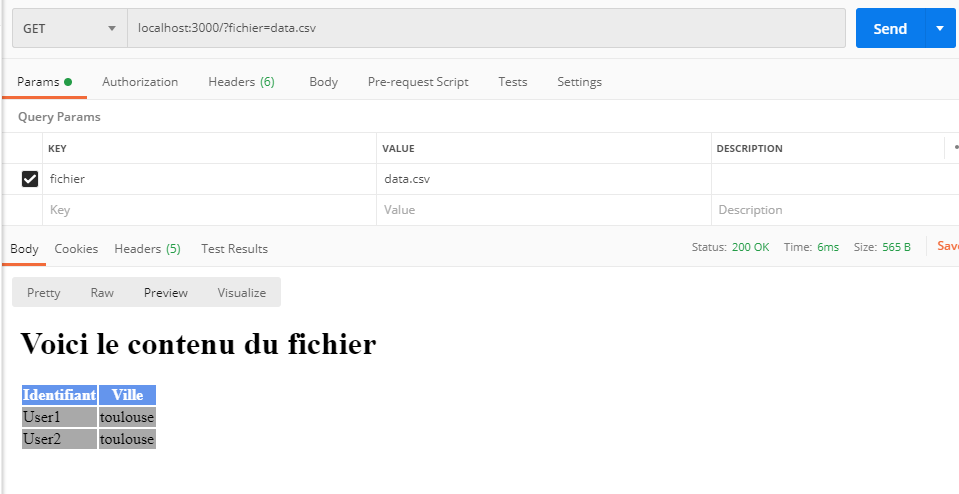 GET localhost:3000/?fichier=data.csv Send
Params Authorization Headers (6) Body Pre-request Script Tests Settings
Query Params
KEY VALUE DESCRIPTION
fichier data.csv
Key Value Description
Body Cookies Headers (5) Test Results Status: 200 OK Time: 6ms Size: 565 B Save
Pretty Raw Preview Visualize
Voici le contenu du fichier
Identifiant Ville
User1 toulouse
User2 toulouse